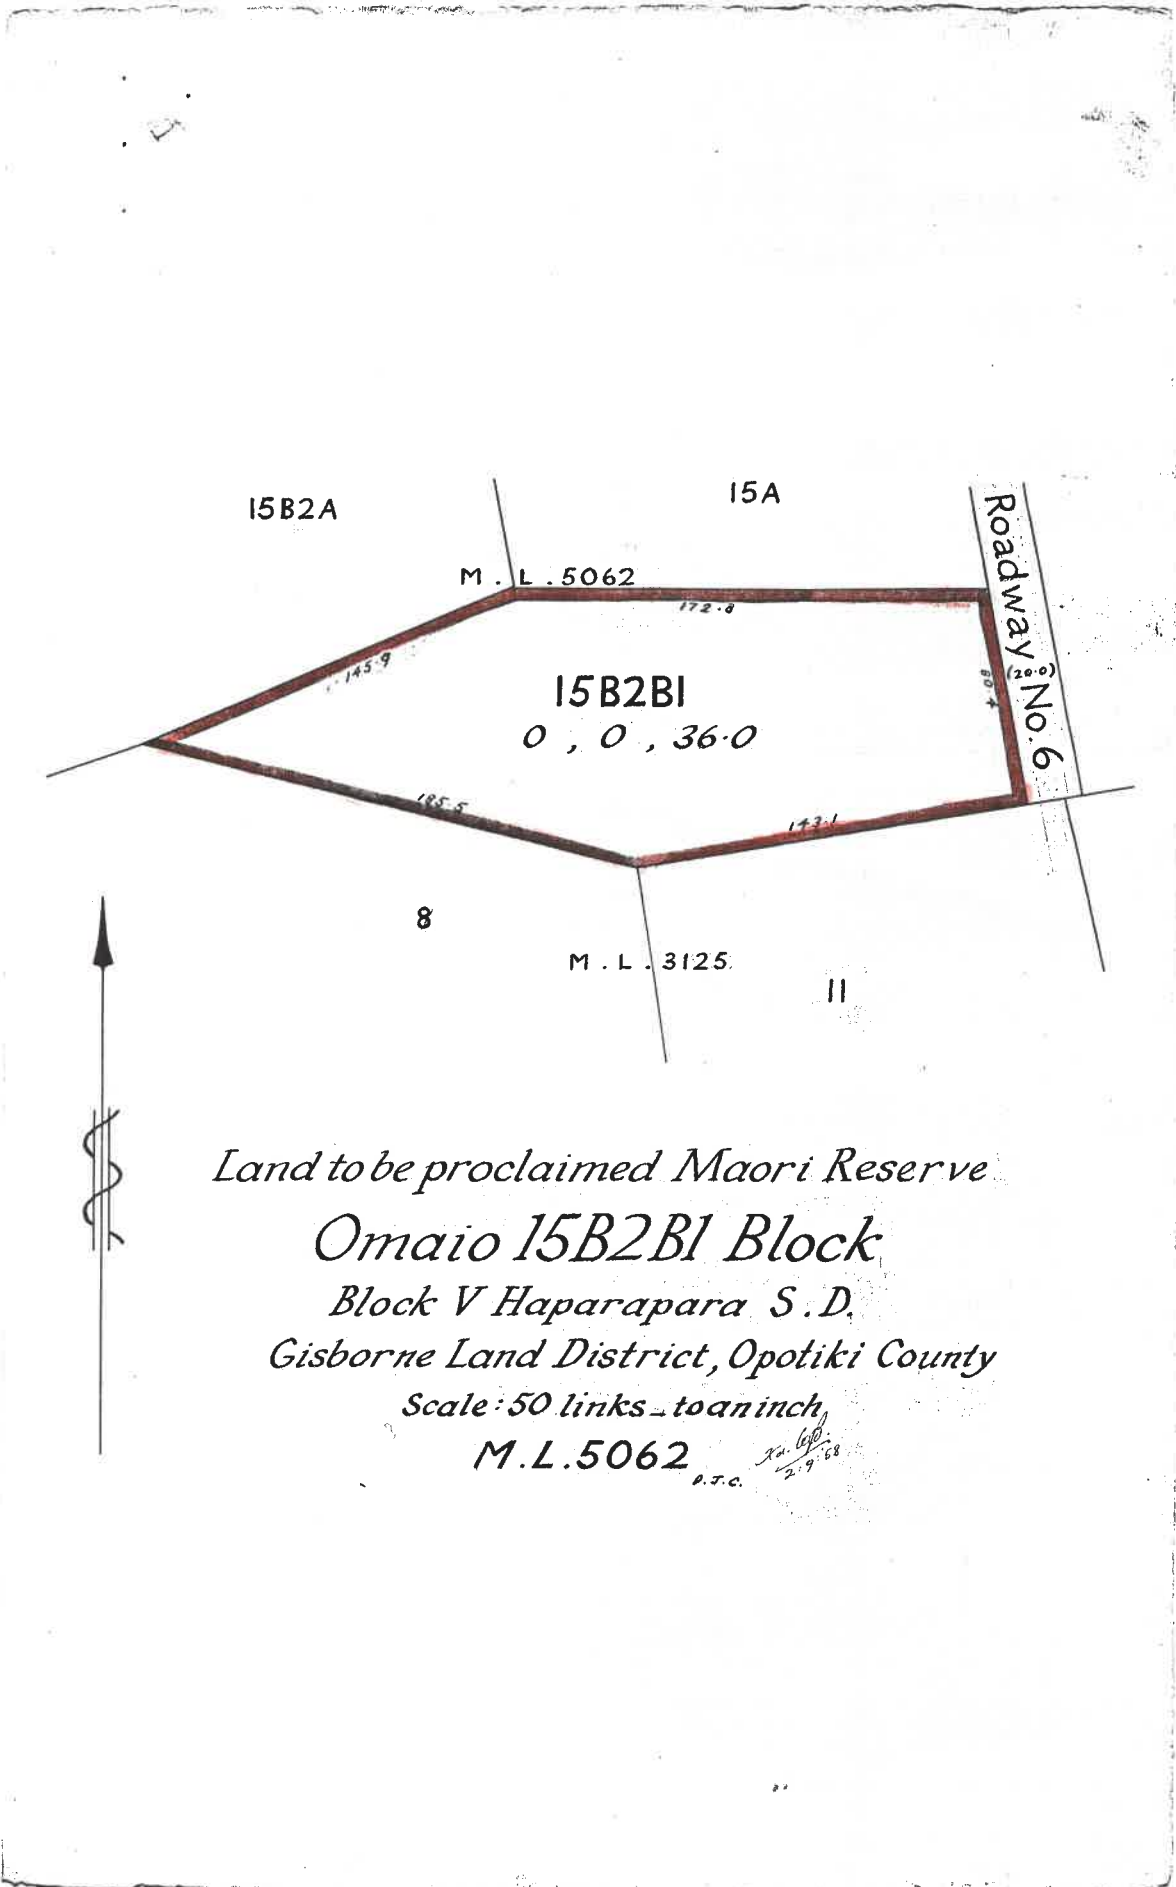 15B2A
15A
M . L . 5062
172.8
145.9
Roadway No. 6
(20.0)
80.4
15B2B1
0 , 0 , 36.0
143.1
8
M . L . 3125
11
Land to be proclaimed Maori Reserve
Omaio 15B2B1 Block
Block V Haparapara S.D.
Gisborne Land District, Opotiki County
Scale: 50 links to an inch
M.L.5062
2.9.68